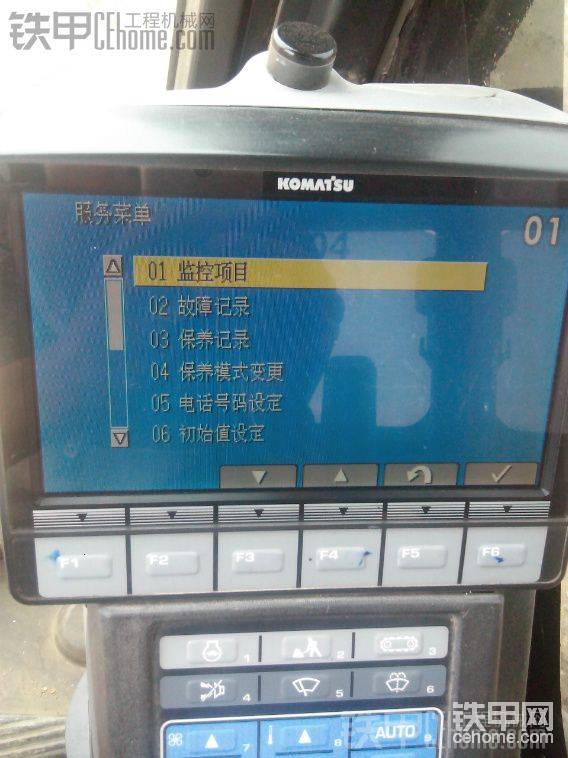 铁甲 CE 工程机械网
Cehome.com
KOMATSU
服务菜单
01
01 监控项目
02 故障记录
03 保养记录
04 保养模式变更
05 电话号码设定
06 初始值设定
F1 F2 F3 F4 F5 F6
1 2 3
4 5 6
7 8 AUTO 9
铁甲网
cehome.com